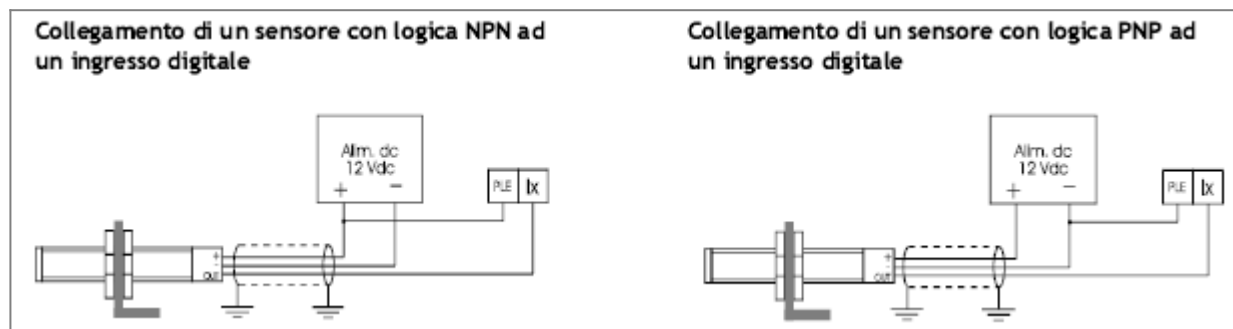 Collegamento di un sensore con logica NPN ad
un ingresso digitale
Alim. dc
12 Vdc
+ -
PLE Ix
+
-
OUT
Collegamento di un sensore con logica PNP ad
un ingresso digitale
Alim. dc
12 Vdc
+ -
PLE Ix
+
-
OUT